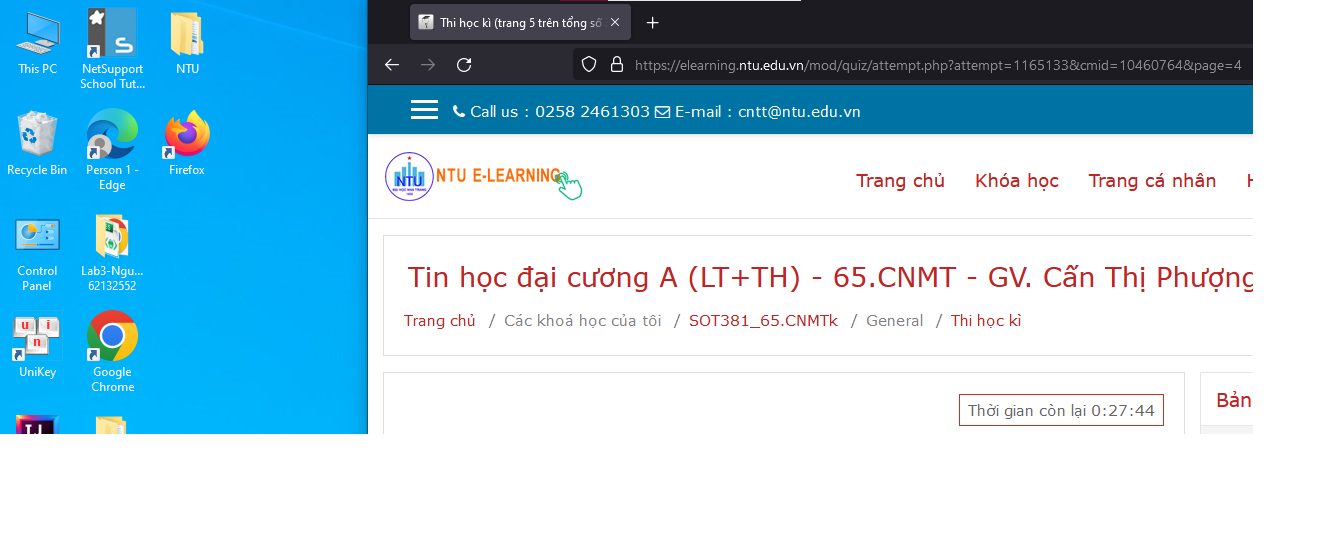 This PC
NetSupport
School Tut...
NTU
Recycle Bin
Person 1 -
Edge
Firefox
Control
Panel
Lab3-Ngu...
62132552
UniKey
Google
Chrome
Thi học kì (trang 5 trên tổng số
https://elearning.ntu.edu.vn/mod/quiz/attempt.php?attempt=1165133&cmid=10460764&page=4
Call us : 0258 2461303 E-mail : cntt@ntu.edu.vn
NTU
NTU E-LEARNING
Trang chủ Khóa học Trang cá nhân
Tin học đại cương A (LT+TH) - 65.CNMT - GV. Cấn Thị Phượng
Trang chủ / Các khoá học của tôi / SOT381_65.CNMTk / General / Thi học kì
Thời gian còn lại 0:27:44
Bản